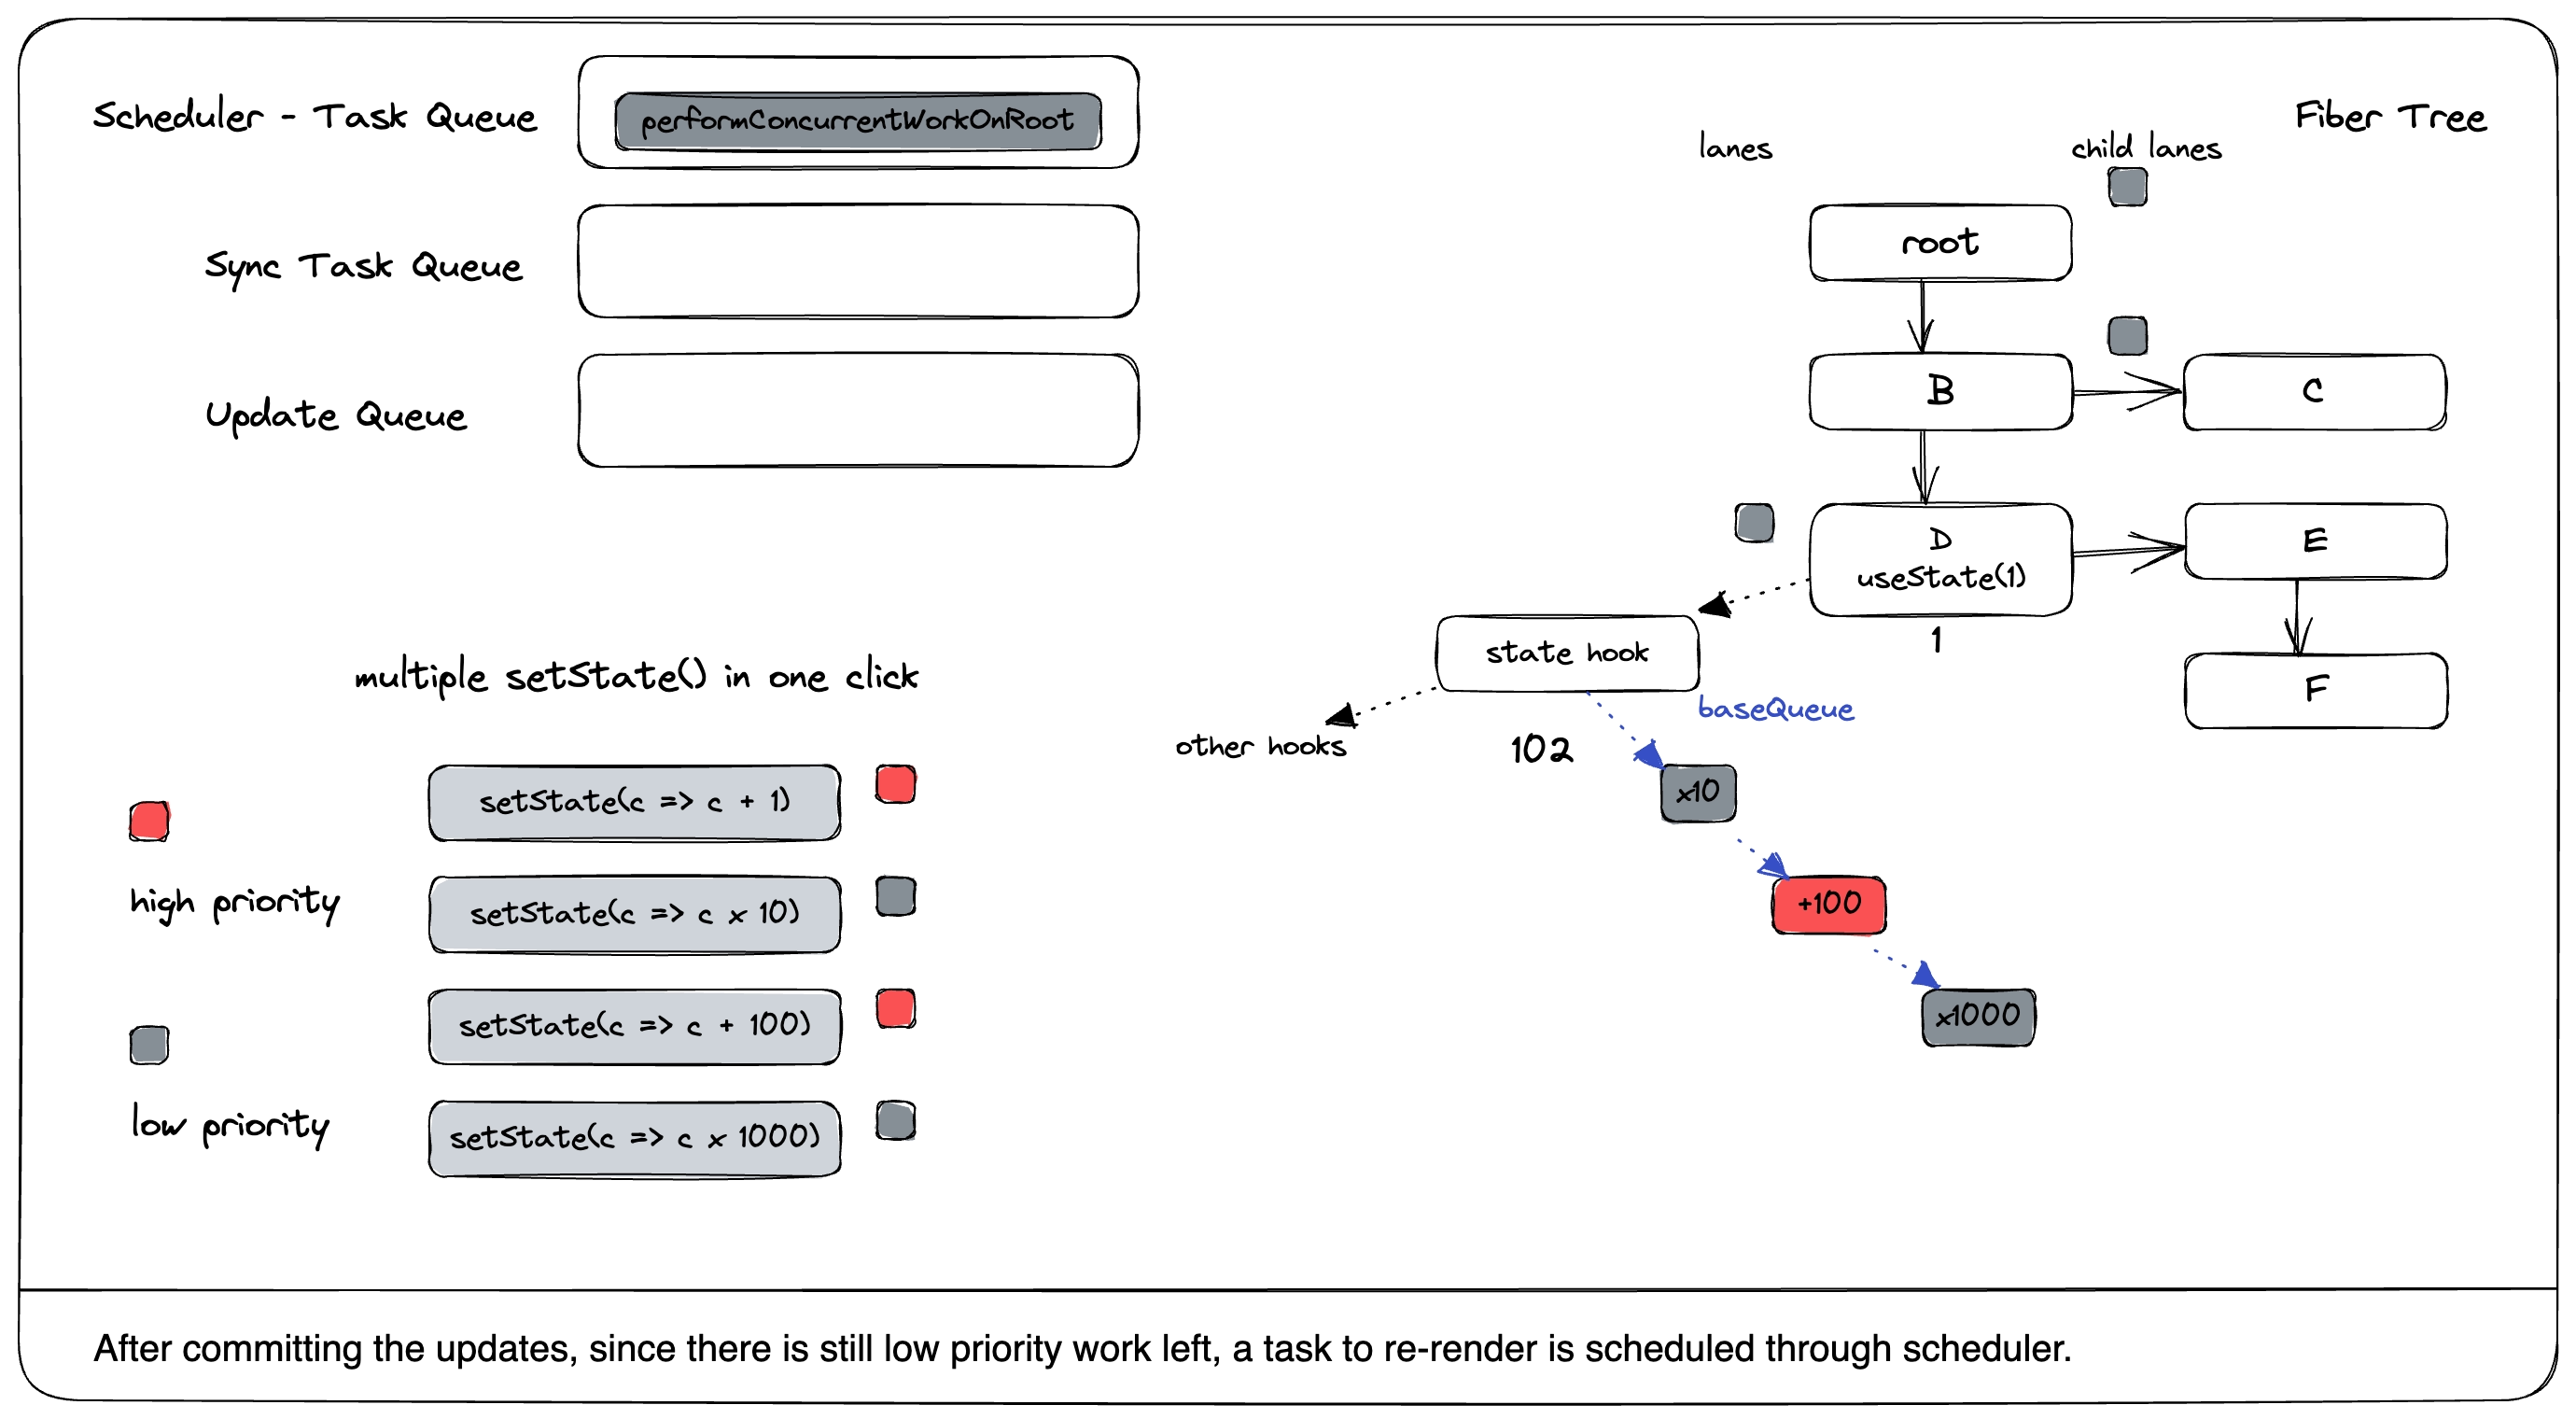 Scheduler - Task Queue
performConcurrentWorkOnRoot
Sync Task Queue
Update Queue
Fiber Tree
lanes
child lanes
root
B
C
D
useState(1)
1
E
F
state hook
other hooks
102
baseQueue
x10
+100
x1000
multiple setState() in one click
high priority
low priority
setState(c => c + 1)
setState(c => c x 10)
setState(c => c + 100)
setState(c => c x 1000)
After committing the updates, since there is still low priority work left, a task to re-render is scheduled through scheduler.